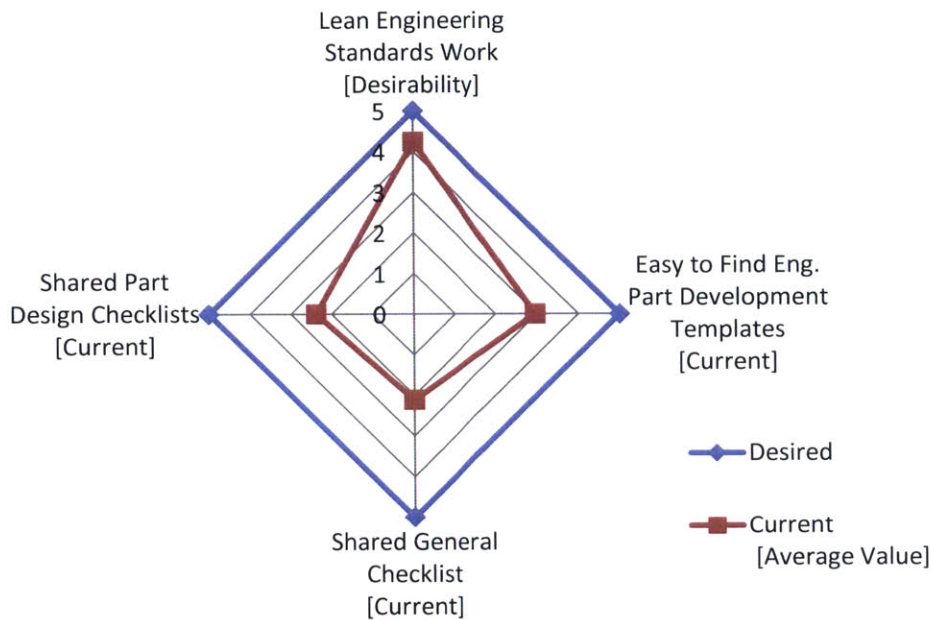 Lean Engineering
Standards Work
[Desirability]
5
4
3
2
1
0
Easy to Find Eng.
Part Development
Templates
[Current]
Shared Part
Design Checklists
[Current]
Desired
Current
[Average Value]
Shared General
Checklist
[Current]